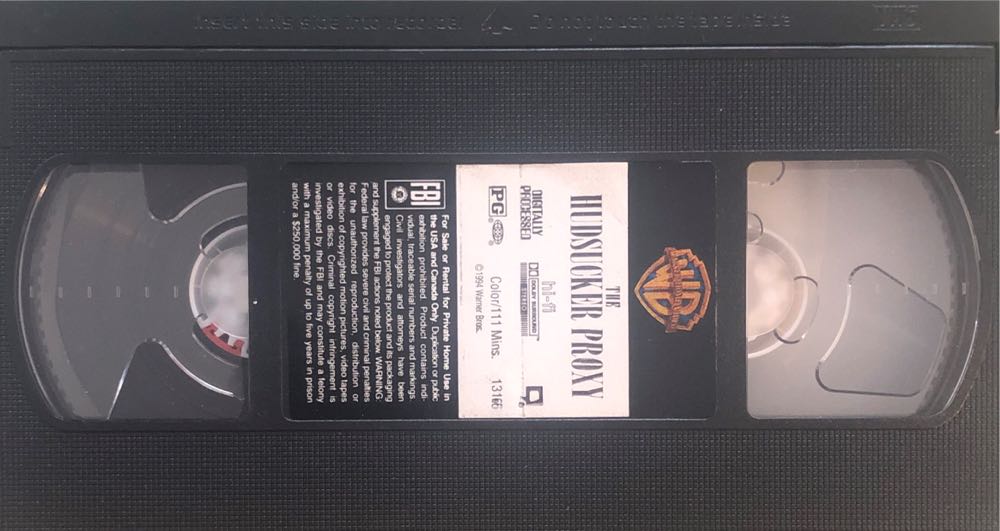 Insert this side into recorder
Do not touch the tape inside
VHS
THE
HUDSUCKER PROXY
DIGITALLY
PROCESSED
hi-fi
DOLBY SURROUND™
PG ®
Color/111 Mins.
13166
©1994 Warner Bros.
FBI
For Sale or Rental for Private Home Use in
the USA and Canada Only. Duplication or public
exhibition prohibited. Product contains indi-
vidual, traceable serial numbers and markings.
Civil investigators and attorneys have been
engaged to protect the product and its packaging
and supplement the FBI actions noted below. WARNING:
Federal law provides severe civil and criminal penalties
for the unauthorized reproduction, distribution or
exhibition of copyrighted motion pictures, video tapes
or video discs. Criminal copyright infringement is
investigated by the FBI and may constitute a felony
with a maximum penalty of up to five years in prison
and/or a $250,000 fine.